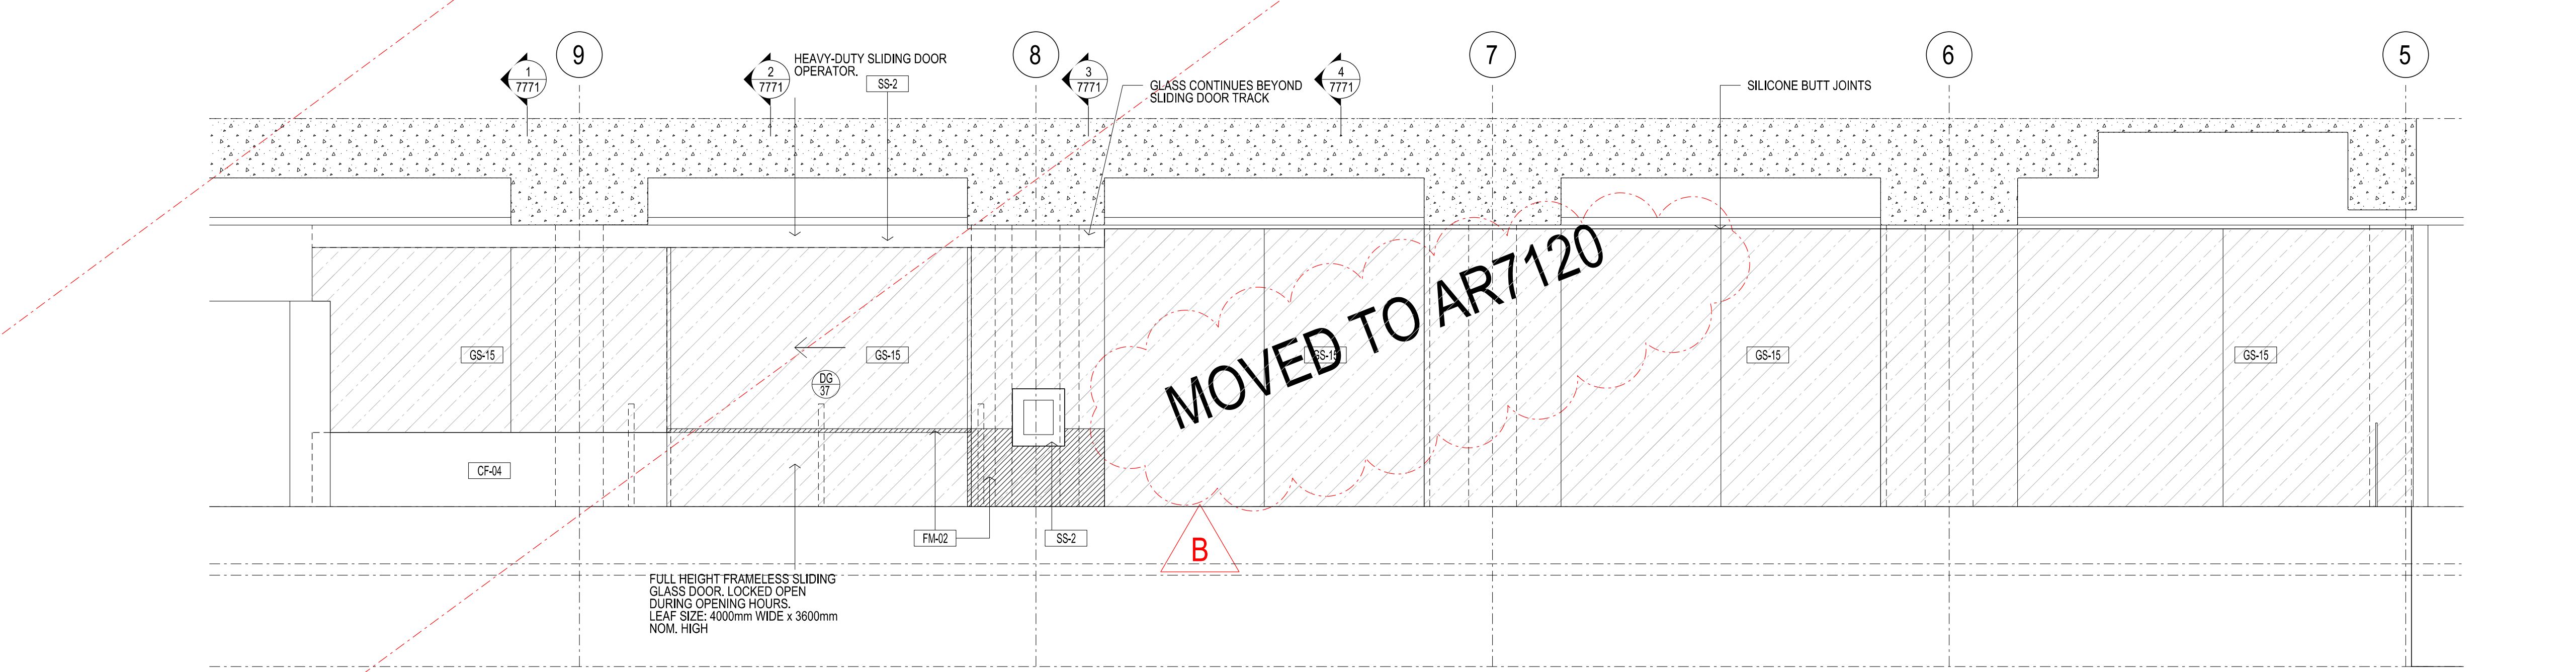 9
8
7
6
5
1
7771
2
7771
3
7771
4
7771
HEAVY-DUTY SLIDING DOOR
OPERATOR.
SS-2
GLASS CONTINUES BEYOND
SLIDING DOOR TRACK
SILICONE BUTT JOINTS
MOVED TO AR7120
GS-15
GS-15
GS-15
GS-15
GS-15
DG
37
CF-04
FM-02
SS-2
B
FULL HEIGHT FRAMELESS SLIDING
GLASS DOOR. LOCKED OPEN
DURING OPENING HOURS.
LEAF SIZE: 4000mm WIDE x 3600mm
NOM. HIGH